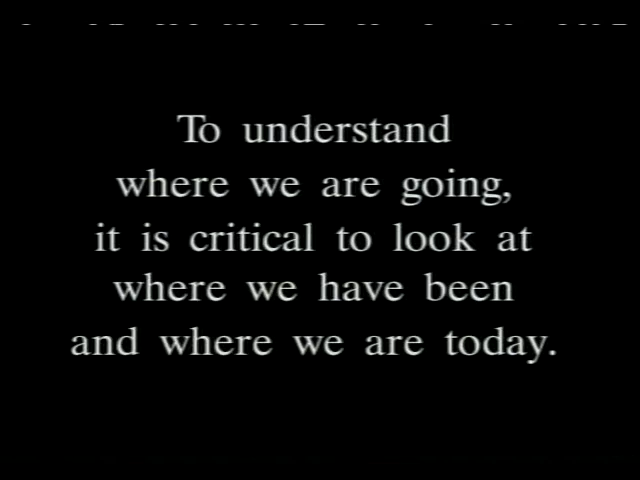 To understand
where we are going,
it is critical to look at
where we have been
and where we are today.